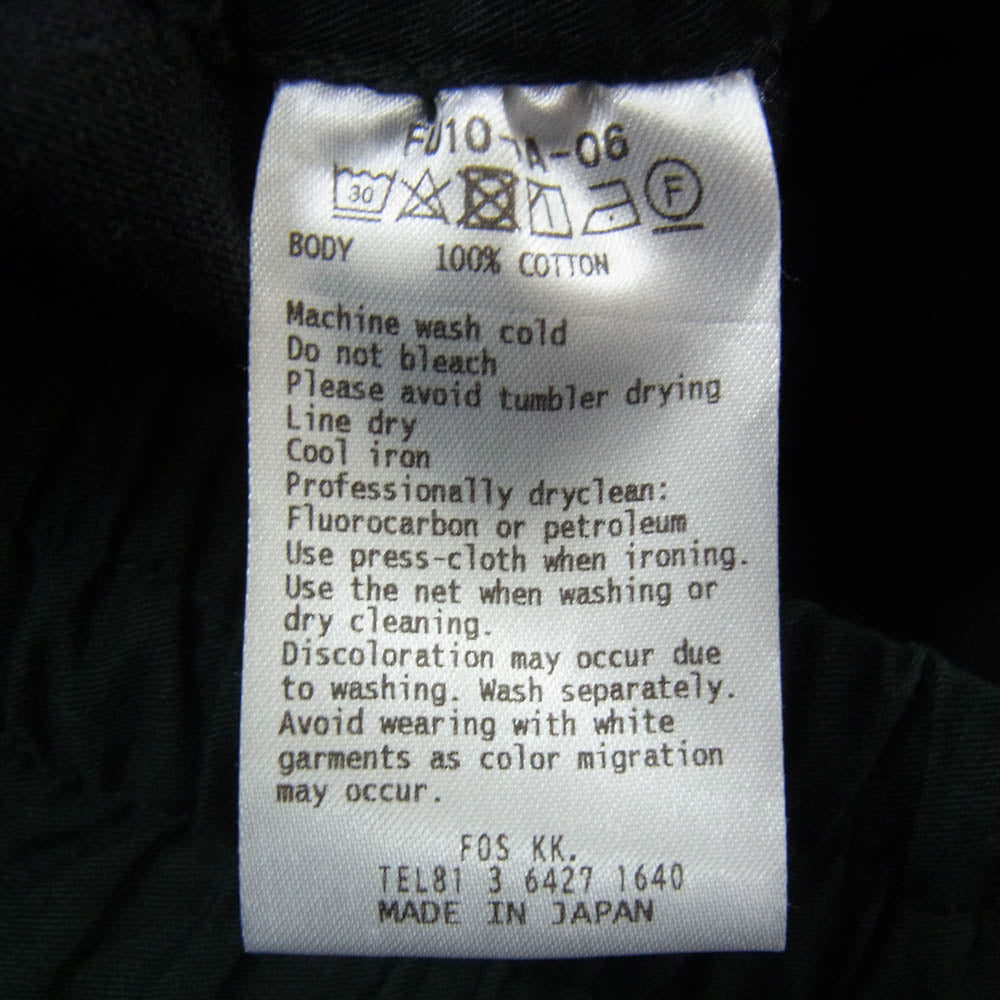 30 F
BODY 100% COTTON
Machine wash cold
Do not bleach
Please avoid tumbler drying
Line dry
Cool iron
Professionally dryclean:
Fluorocarbon or petroleum
Use press-cloth when ironing.
Use the net when washing or
dry cleaning.
Discoloration may occur due
to washing. Wash separately.
Avoid wearing with white
garments as color migration
may occur.
FOS KK.
TEL81 3 6427 1640
MADE IN JAPAN